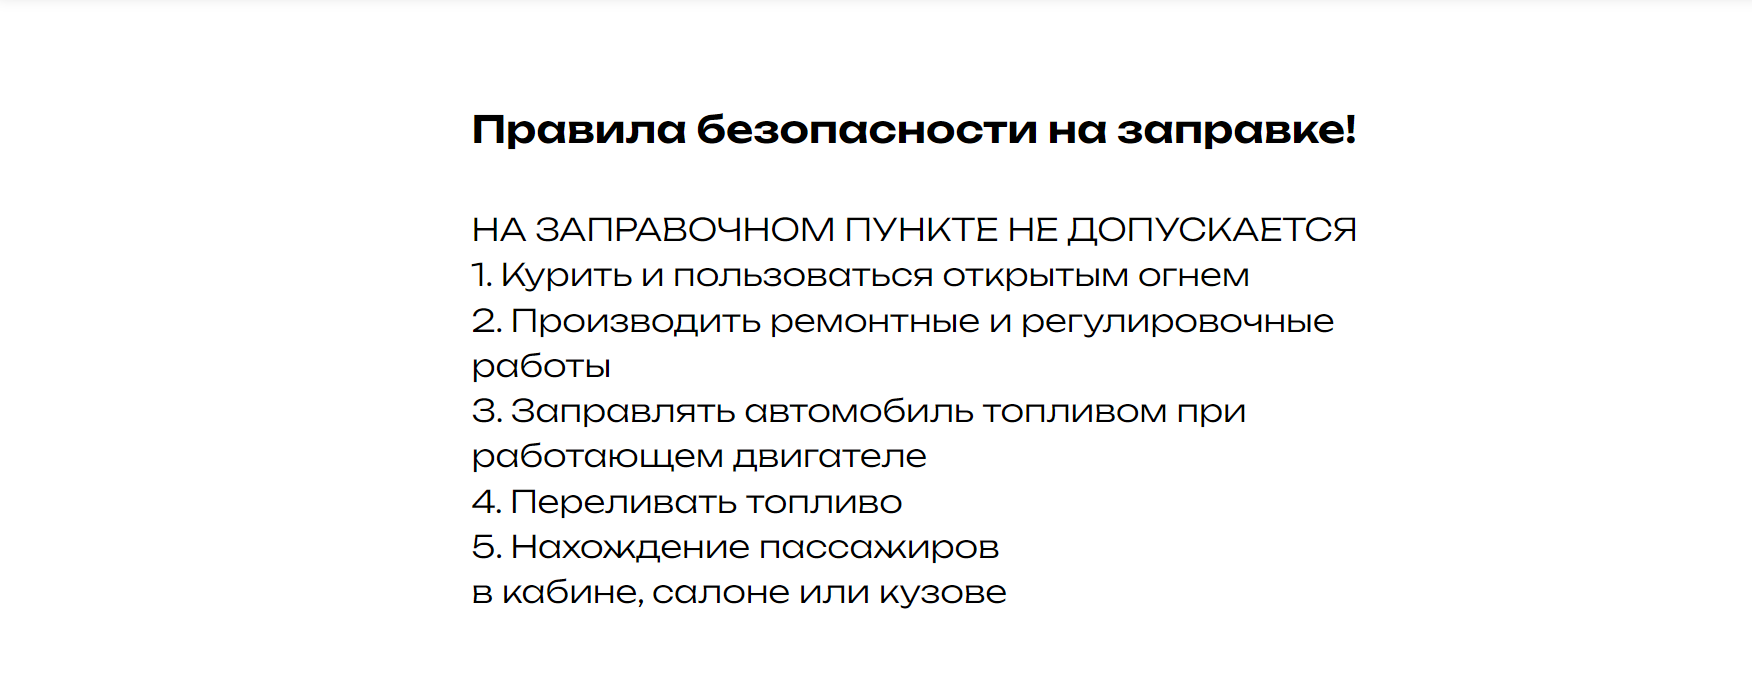 Правила безопасности на заправке!
НА ЗАПРАВОЧНОМ ПУНКТЕ НЕ ДОПУСКАЕТСЯ
1. Курить и пользоваться открытым огнем
2. Производить ремонтные и регулировочные
работы
3. Заправлять автомобиль топливом при
работающем двигателе
4. Переливать топливо
5. Нахождение пассажиров
в кабине, салоне или кузове